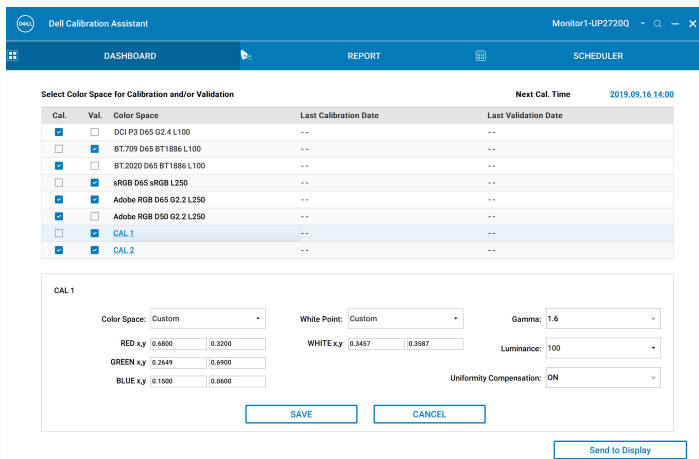 DELL Dell Calibration Assistant Monitor1-UP2720Q
DASHBOARD REPORT SCHEDULER
Select Color Space for Calibration and/or Validation Next Cal. Time 2019.09.16 14:00
Cal. Val. Color Space Last Calibration Date Last Validation Date
DCI P3 D65 G2.4 L100 -- --
BT.709 D65 BT1886 L100 -- --
BT.2020 D65 BT1886 L100 -- --
sRGB D65 sRGB L250 -- --
Adobe RGB D65 G2.2 L250 -- --
Adobe RGB D50 G2.2 L250 -- --
CAL 1 -- --
CAL 2 -- --
CAL 1
Color Space: Custom White Point: Custom Gamma: 1.6
RED x,y 0.6800 0.3200 WHITE x,y 0.3457 0.3587 Luminance: 100
GREEN x,y 0.2649 0.6900
BLUE x,y 0.1500 0.0600 Uniformity Compensation: ON
SAVE CANCEL
Send to Display